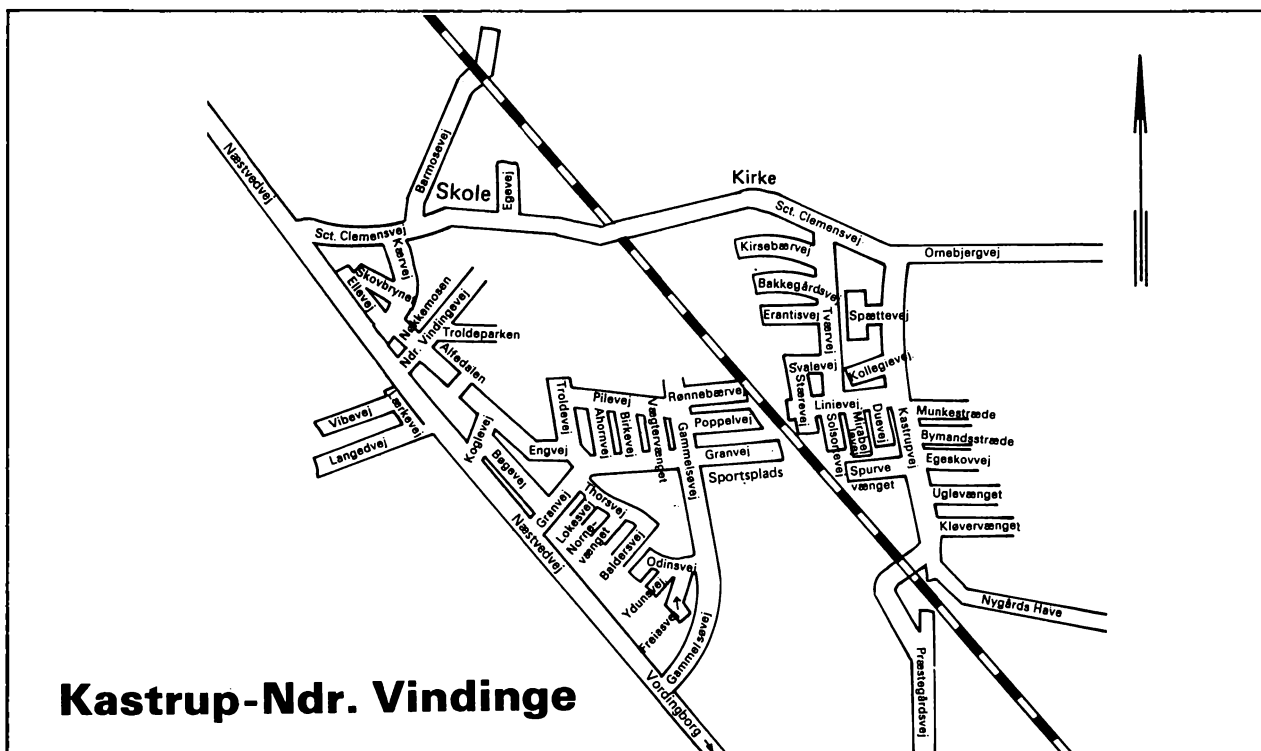 Barmosevej
Næstvedvej
Skole
Egevej
Kirke
Sct. Clemensvej
Sct. Clemensvej
Kærvej
Kirsebærvej
Ornebjergvej
Skovbrynet
Ellevej
Bakkegårdsvej
Nøkkemosen
Ndr. Vindingevej
Troldeparken
Alfedalen
Erantisvej
Tværvej
Spættevej
Svalevej
Kollegievej
Stærevej
Lærkevej
Vibevej
Langedvej
Troldevej
Pilevej
Rønnebærvej
Ahornvej
Birkevej
Vægtervænget
Gammelsøvej
Poppelvej
Linievej
Solsortevej
Duevej
Kastrupvej
Munkestræde
Bymandsstræde
Koglevej
Bøgevej
Engvej
Granvej
Sportsplads
Spurve
vænget
Egeskovvej
Uglevænget
Kløvervænget
Granvej
Thorsvej
Lokesvej
Norne-
vænget
Baldersvej
Næstvedvej
Odinsvej
Ydunsvej
Freiasvej
Gammelsøvej
Nygårds Have
Præstegårdsvej
Vordingborg
Kastrup-Ndr. Vindinge